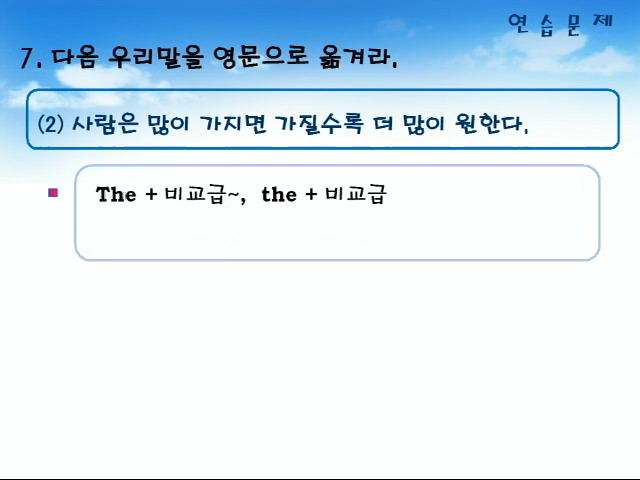 연 습 문 제
7. 다음 우리말을 영문으로 옮겨라.
(2) 사람은 많이 가지면 가질수록 더 많이 원한다.
The + 비교급~, the + 비교급